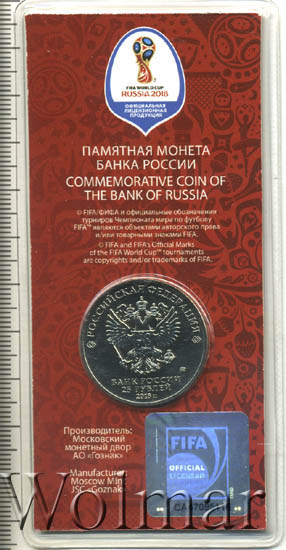 FIFA WORLD CUP
RUSSIA 2018
ОФИЦИАЛЬНАЯ
ЛИЦЕНЗИОННАЯ
ПРОДУКЦИЯ
ПАМЯТНАЯ МОНЕТА
БАНКА РОССИИ
COMMEMORATIVE COIN OF
THE BANK OF RUSSIA
© FIFA/ФИФА и официальные обозначения
турниров Чемпионата мира по футболу
FIFA™ являются объектами авторского права
и/или товарными знаками FIFA.
© FIFA and FIFA's Official Marks
of the FIFA World Cup™ tournaments
are copyrights and/or trademarks of FIFA.
РОССИЙСКАЯ ФЕДЕРАЦИЯ
БАНК РОССИИ
25 РУБЛЕЙ
2018 г.
Производитель:
Московский
монетный двор
АО «Гознак»
Manufacturer:
Moscow Mint
JSC «Goznak»
FIFA
OFFICIAL
LICENSED
Wolmar